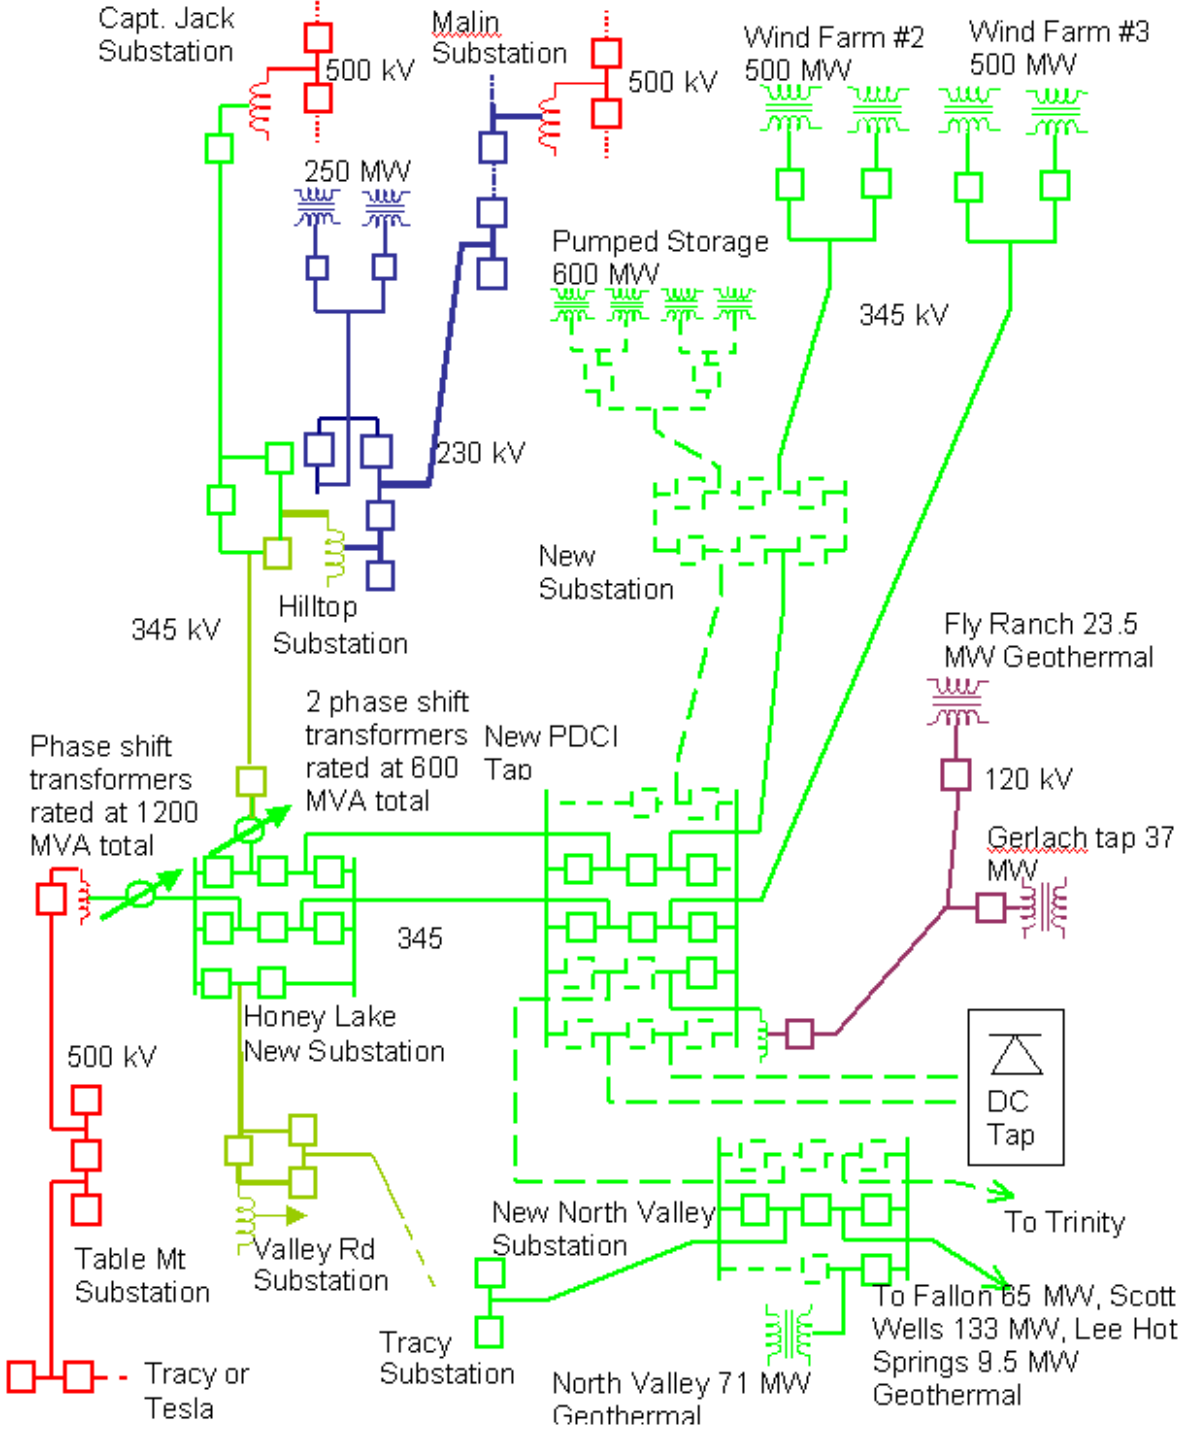 Capt. Jack
Substation
500 kV
Malin
Substation
500 kV
Wind Farm #2
500 MW
Wind Farm #3
500 MW
250 MW
Pumped Storage
600 MW
345 kV
230 kV
New
Substation
Hilltop
Substation
345 kV
Fly Ranch 23.5
MW Geothermal
2 phase shift
transformers
rated at 600
MVA total
New PDCI
Tap
Phase shift
transformers
rated at 1200
MVA total
120 kV
Gerlach tap 37
MW
345
Honey Lake
New Substation
500 kV
DC
Tap
New North Valley
Substation
To Trinity
Table Mt
Substation
Valley Rd
Substation
To Fallon 65 MW, Scott
Wells 133 MW, Lee Hot
Springs 9.5 MW
Geothermal
Tracy
Substation
Tracy or
Tesla
North Valley 71 MW
Geothermal